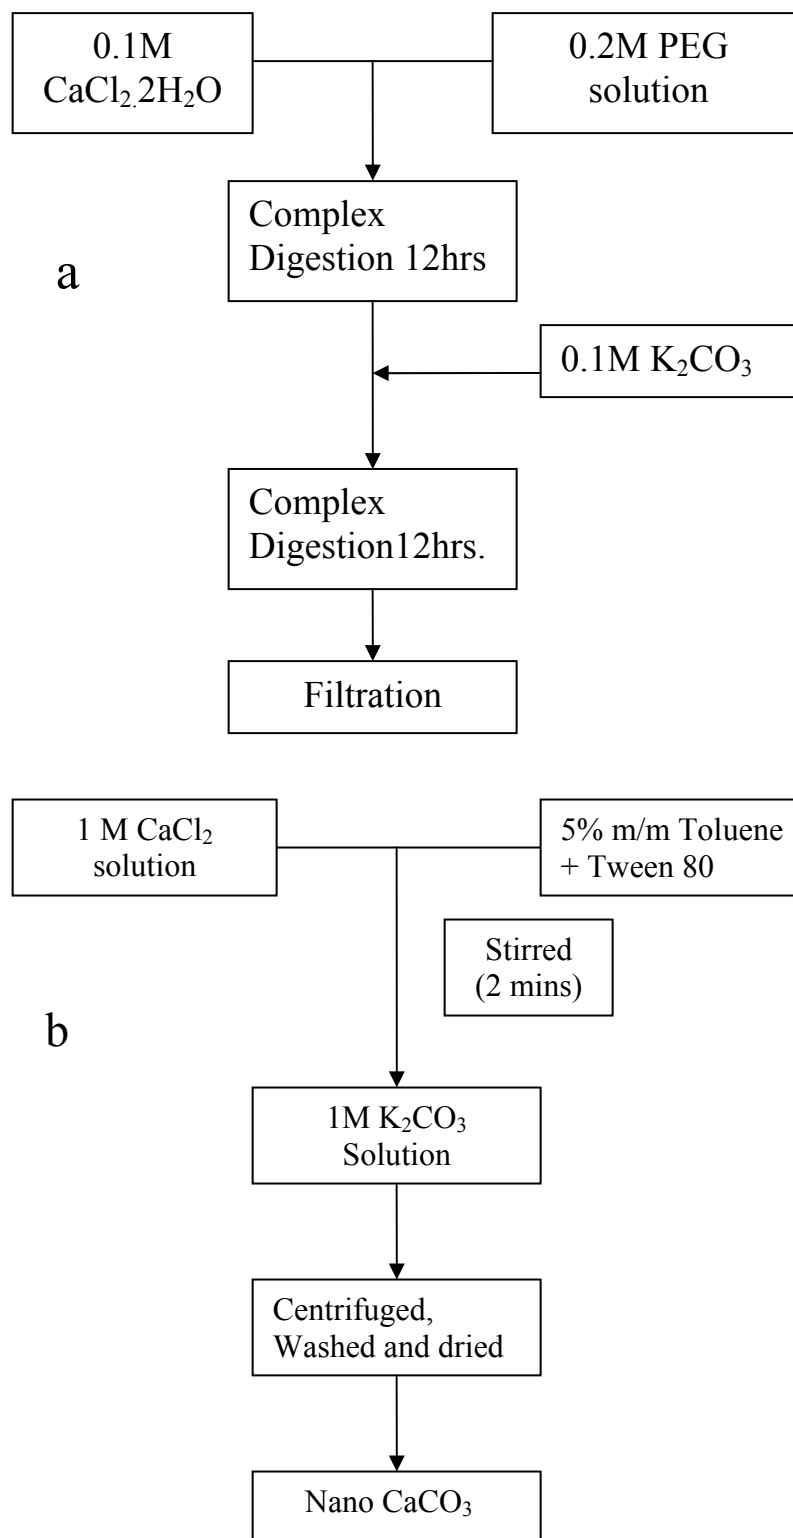 0.1M
CaCl₂.2H₂O
0.2M PEG
solution
Complex
Digestion 12hrs
a
0.1M K₂CO₃
Complex
Digestion12hrs.
Filtration
1 M CaCl₂
solution
5% m/m Toluene
+ Tween 80
Stirred
(2 mins)
b
1M K₂CO₃
Solution
Centrifuged,
Washed and dried
Nano CaCO₃